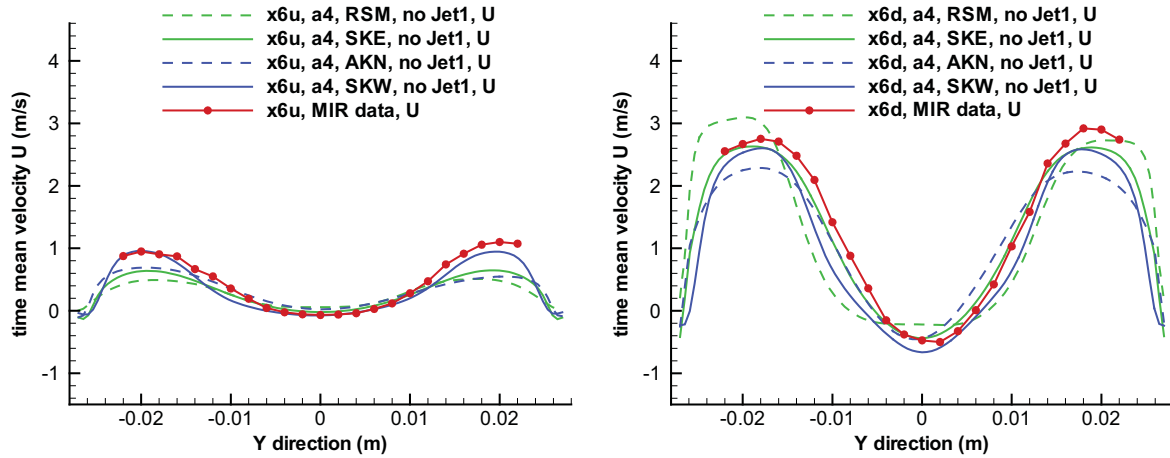 x6u, a4, RSM, no Jet1, U
x6u, a4, SKE, no Jet1, U
x6u, a4, AKN, no Jet1, U
x6u, a4, SKW, no Jet1, U
x6u, MIR data, U
time mean velocity U (m/s)
4
3
2
1
0
-1
-0.02
-0.01
0
0.01
0.02
Y direction (m)
x6d, a4, RSM, no Jet1, U
x6d, a4, SKE, no Jet1, U
x6d, a4, AKN, no Jet1, U
x6d, a4, SKW, no Jet1, U
x6d, MIR data, U
time mean velocity U (m/s)
4
3
2
1
0
-1
-0.02
-0.01
0
0.01
0.02
Y direction (m)